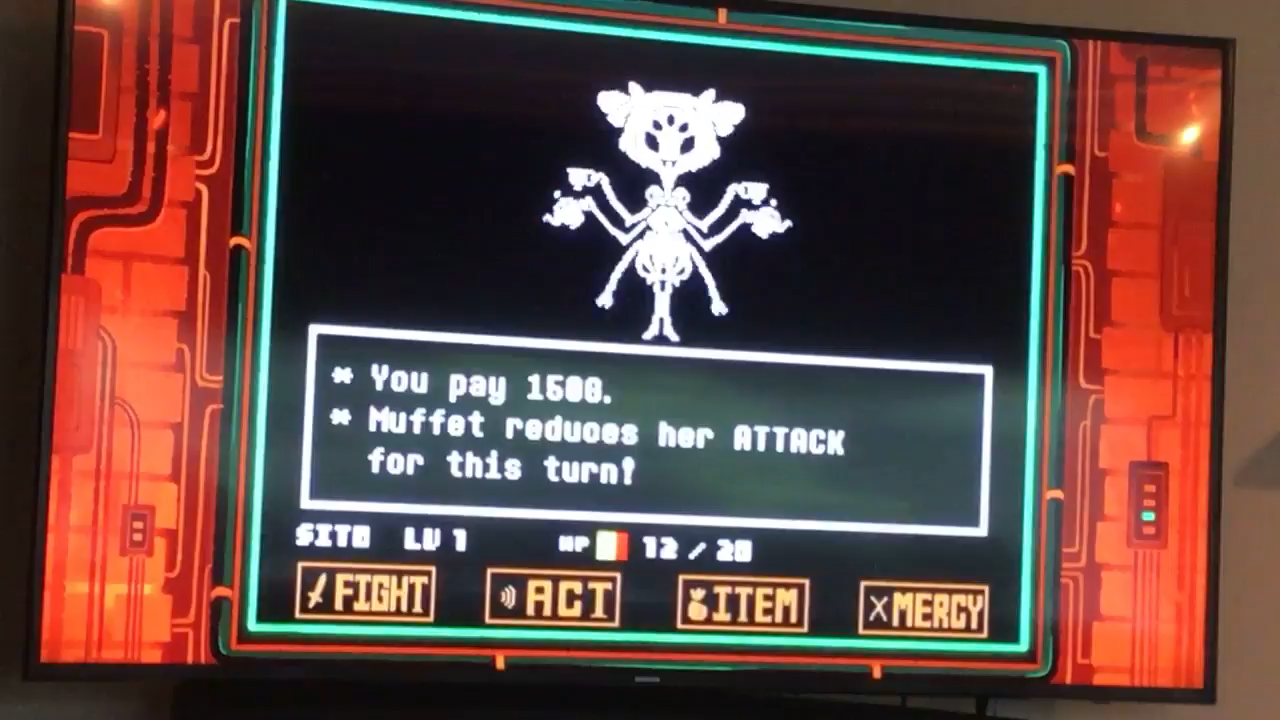 * You pay 1500.
* Muffet reduces her ATTACK
for this turn!
SITO LV 1 HP 12 / 20
FIGHT ACT ITEM MERCY